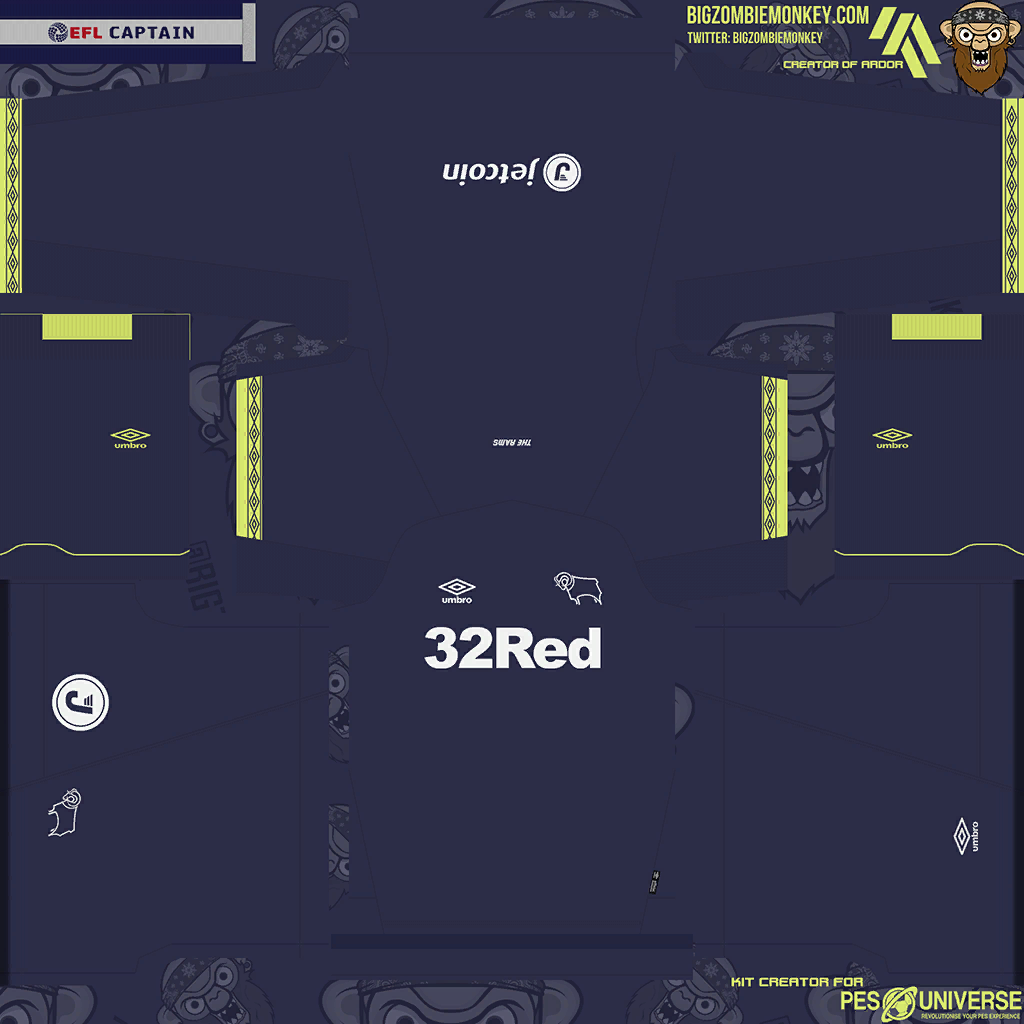 EFL CAPTAIN
BIGZOMBIEMONKEY.COM
TWITTER: BIGZOMBIEMONKEY
CREATOR OF ARDOR
jetcoin
umbro
umbro
THE RAMS
umbro
32Red
umbro
KIT CREATOR FOR
PES UNIVERSE
REVOLUTIONISE YOUR PES EXPERIENCE